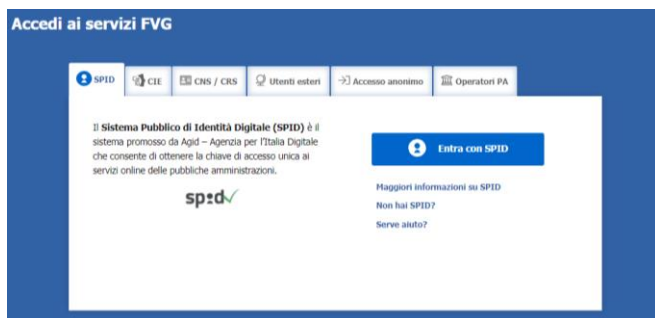 Accedi ai servizi FVG
SPID CIE CNS / CRS Utenti esteri Accesso anonimo Operatori PA
Il Sistema Pubblico di Identità Digitale (SPID) è il
sistema promosso da Agid – Agenzia per l'Italia Digitale
che consente di ottenere la chiave di accesso unica ai
servizi online delle pubbliche amministrazioni.
sp:d
Entra con SPID
Maggiori informazioni su SPID
Non hai SPID?
Serve aiuto?